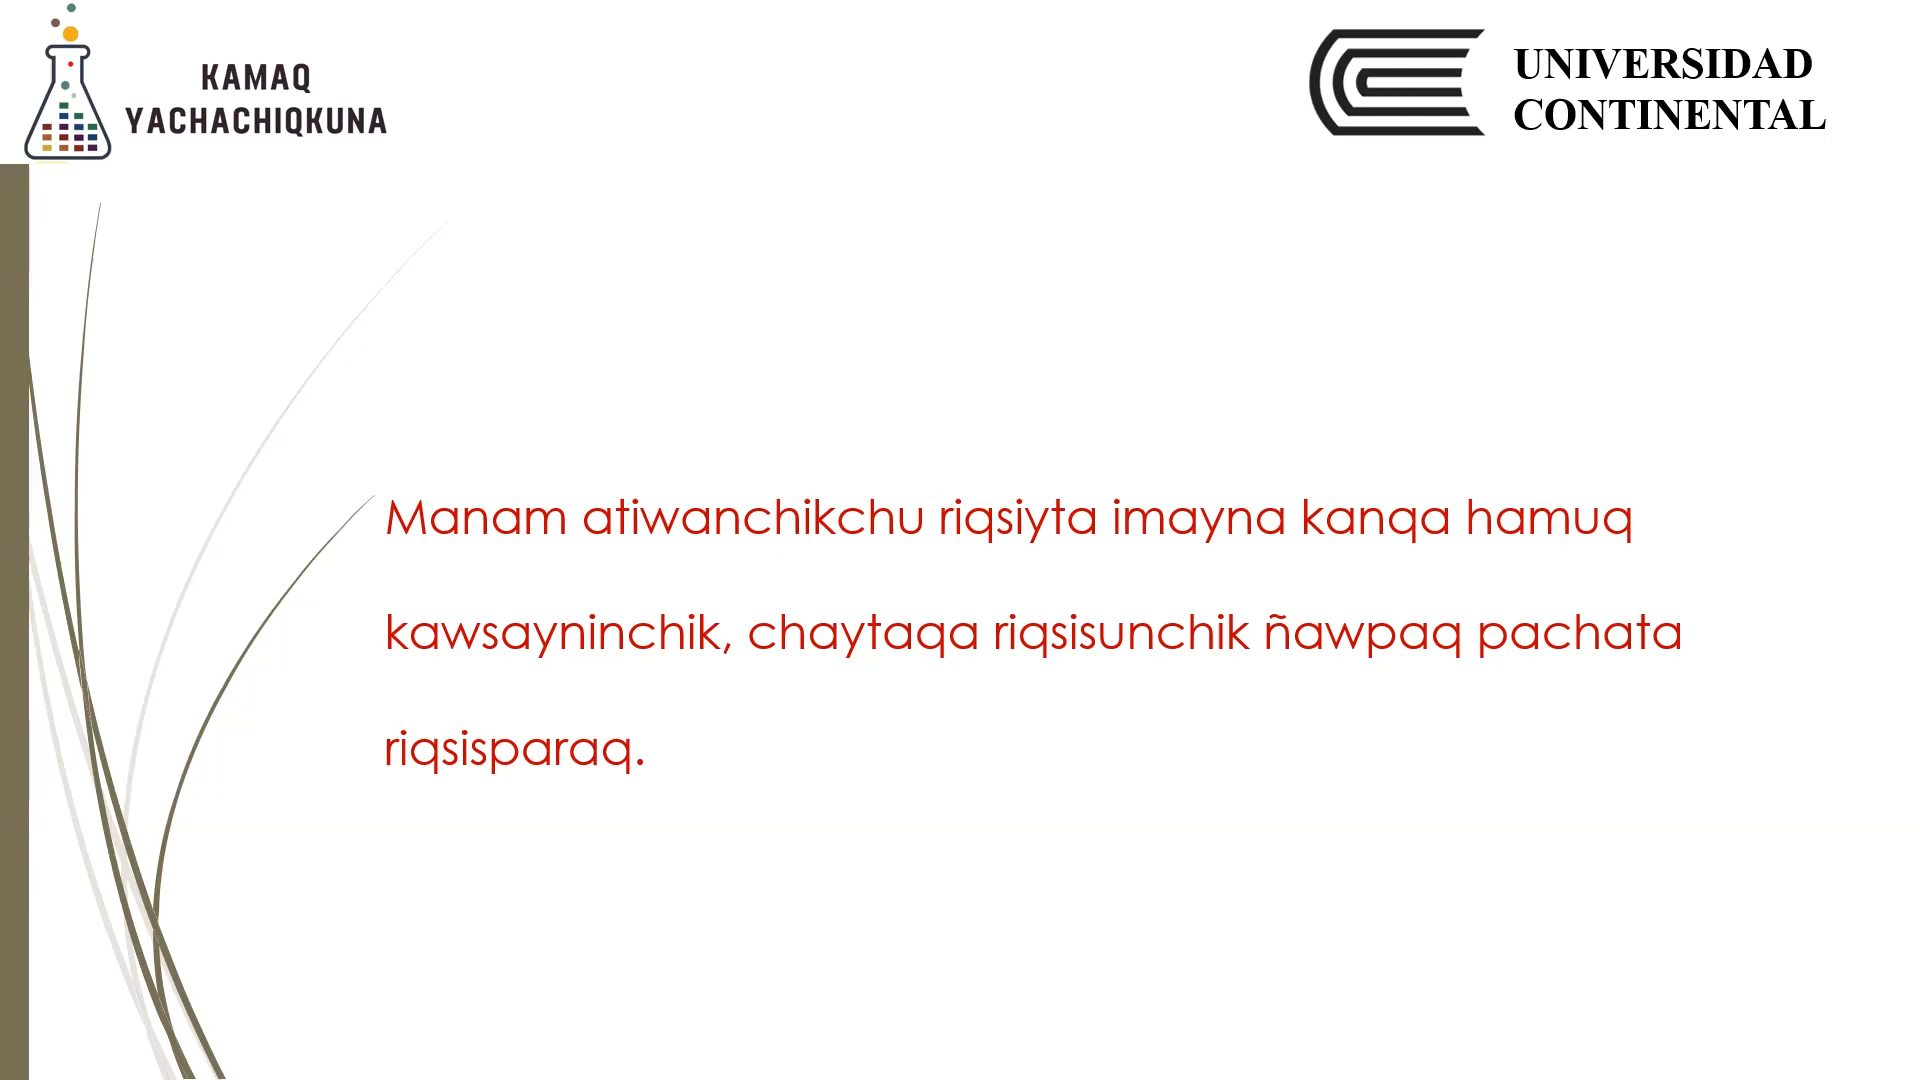 KAMAQ
YACHACHIQKUNA
UNIVERSIDAD
CONTINENTAL
Manam atiwanchikchu riqsiyta imayna kanqa hamuq
kawsayninchik, chaytaqa riqsisunchik ñawpaq pachata
riqsisparaq.